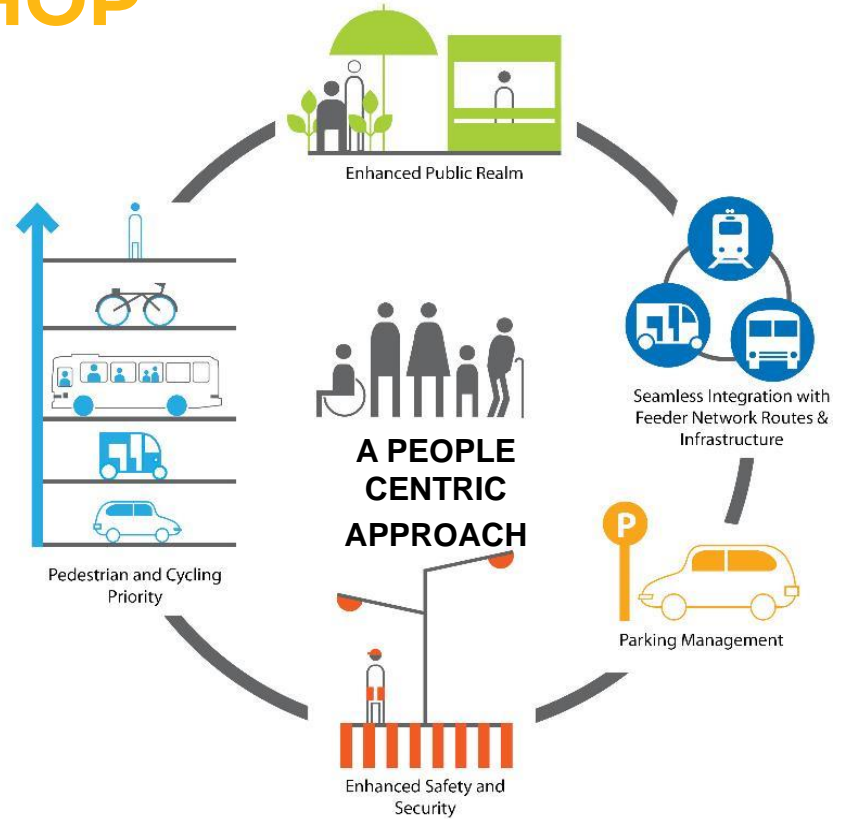 HOP
Enhanced Public Realm
Seamless Integration with
Feeder Network Routes &
Infrastructure
A PEOPLE
CENTRIC
APPROACH
P
Parking Management
Pedestrian and Cycling
Priority
Enhanced Safety and
Security